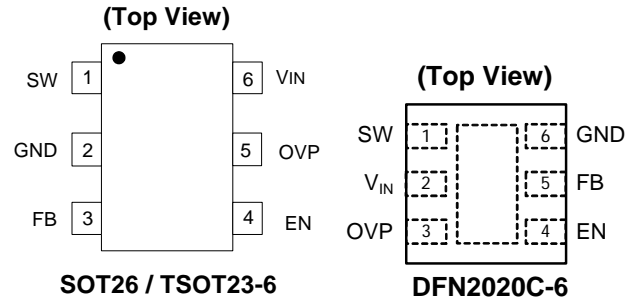 (Top View)
SW 1 6 VIN
GND 2 5 OVP
FB 3 4 EN
SOT26 / TSOT23-6
(Top View)
SW 1 6 GND
VIN 2 5 FB
OVP 3 4 EN
DFN2020C-6